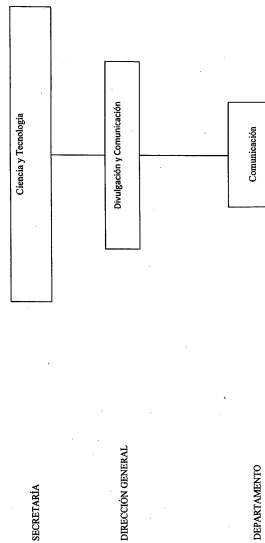 SECRETARÍA
Ciencia y Tecnología
DIRECCIÓN GENERAL
Divulgación y Comunicación
DEPARTAMENTO
Comunicación